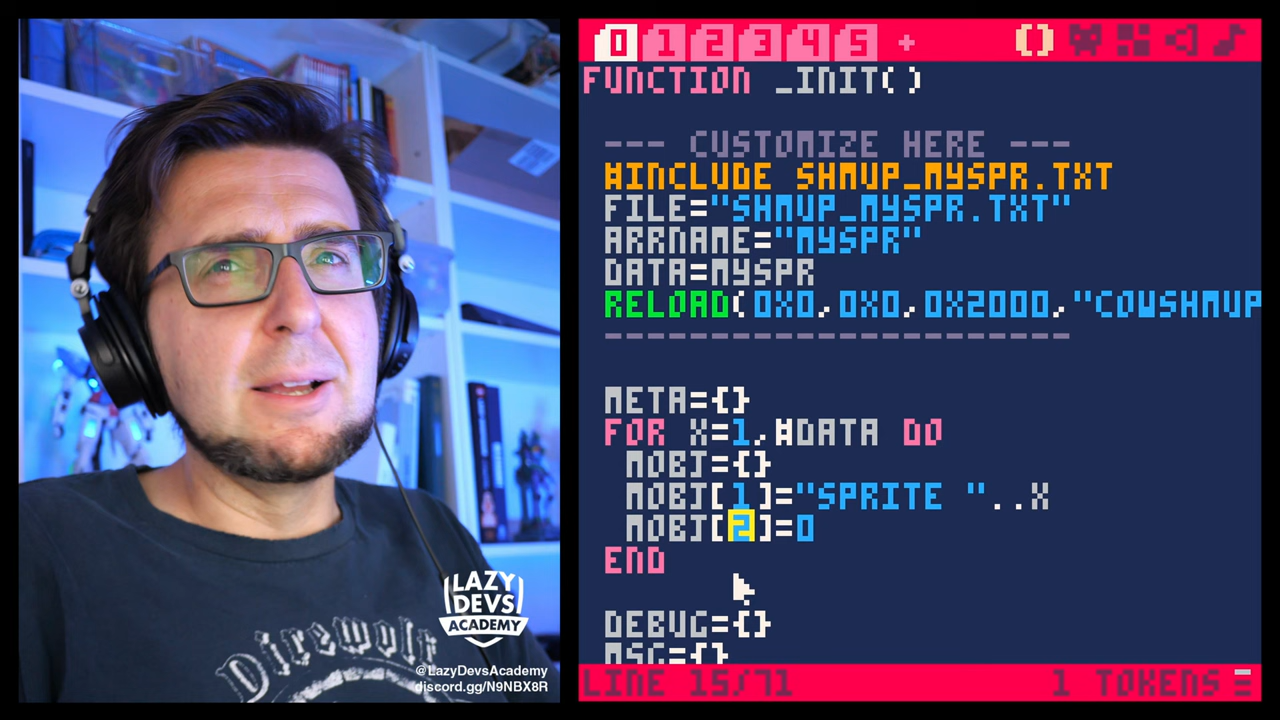 0 1 2 3 4 5 + ()
FUNCTION _INIT()
--- CUSTOMIZE HERE ---
#INCLUDE SHMUP_MYSPR.TXT
FILE="SHMUP_MYSPR.TXT"
ARRNAME="MYSPR"
DATA=MYSPR
RELOAD(0X0,0X0,0X2000,"COWSHMUP
----------------------
META={}
FOR X=1,#DATA DO
MOBJ={}
MOBJ[1]="SPRITE "..X
MOBJ[2]=0
END
DEBUG={}
MSG={}
LINE 15/71
1 TOKENS
LAZY
DEVS
ACADEMY
Direwolf
@LazyDevsAcademy
discord.gg/N9NBX8R